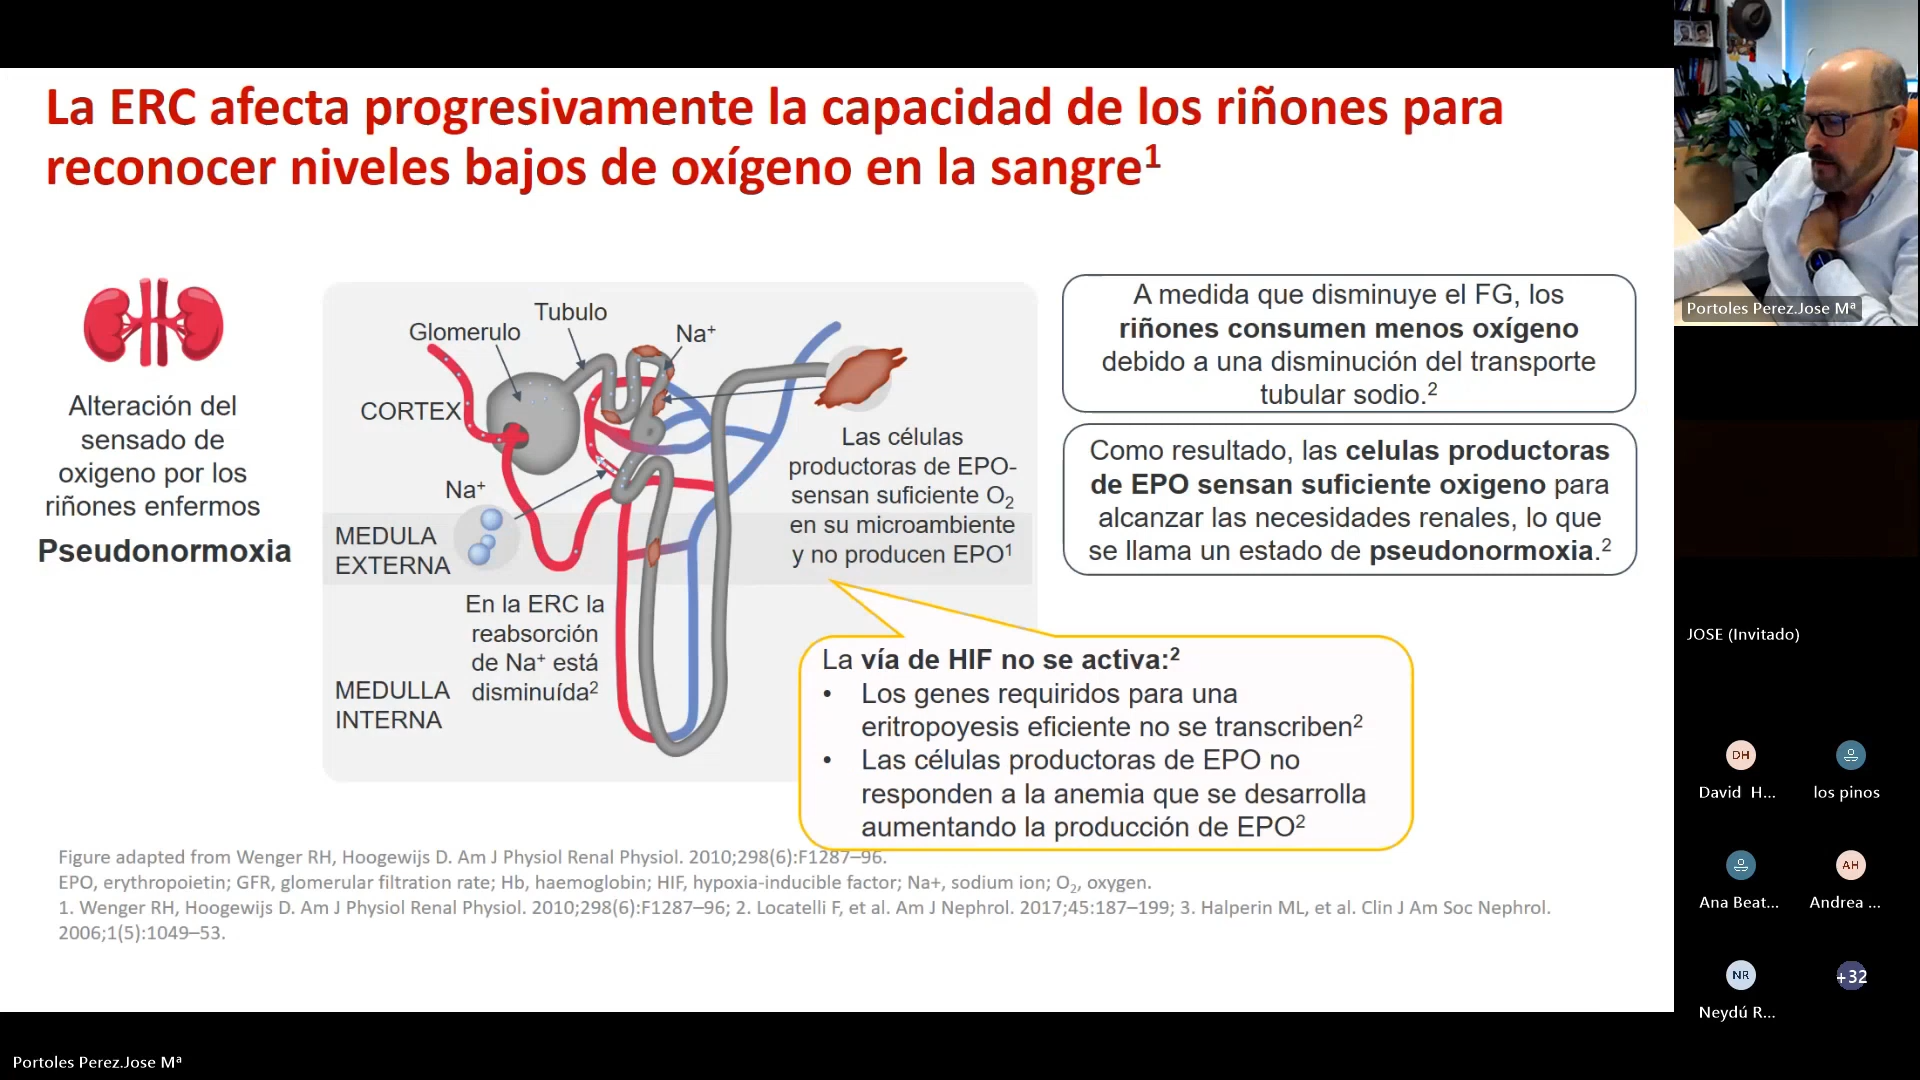 La ERC afecta progresivamente la capacidad de los riñones para
reconocer niveles bajos de oxígeno en la sangre¹
Alteración del
sensado de
oxigeno por los
riñones enfermos
Pseudonormoxia
Glomerulo
Tubulo
Na⁺
CORTEX
Na⁺
MEDULA
EXTERNA
En la ERC la
reabsorción
de Na⁺ está
disminuída²
MEDULLA
INTERNA
Las células
productoras de EPO-
sensan suficiente O₂
en su microambiente
y no producen EPO¹
A medida que disminuye el FG, los
riñones consumen menos oxígeno
debido a una disminución del transporte
tubular sodio.²
Como resultado, las celulas productoras
de EPO sensan suficiente oxigeno para
alcanzar las necesidades renales, lo que
se llama un estado de pseudonormoxia.²
La vía de HIF no se activa:²
• Los genes requiridos para una
eritropoyesis eficiente no se transcriben²
• Las células productoras de EPO no
responden a la anemia que se desarrolla
aumentando la producción de EPO²
Figure adapted from Wenger RH, Hoogewijs D. Am J Physiol Renal Physiol. 2010;298(6):F1287–96.
EPO, erythropoietin; GFR, glomerular filtration rate; Hb, haemoglobin; HIF, hypoxia-inducible factor; Na+, sodium ion; O₂, oxygen.
1. Wenger RH, Hoogewijs D. Am J Physiol Renal Physiol. 2010;298(6):F1287–96; 2. Locatelli F, et al. Am J Nephrol. 2017;45:187–199; 3. Halperin ML, et al. Clin J Am Soc Nephrol.
2006;1(5):1049–53.
Portoles Perez.Jose Mª
JOSE (Invitado)
DH
David H...
los pinos
Ana Beat...
AH
Andrea ...
NR
Neydú R...
+32
Portoles Perez.Jose Mª